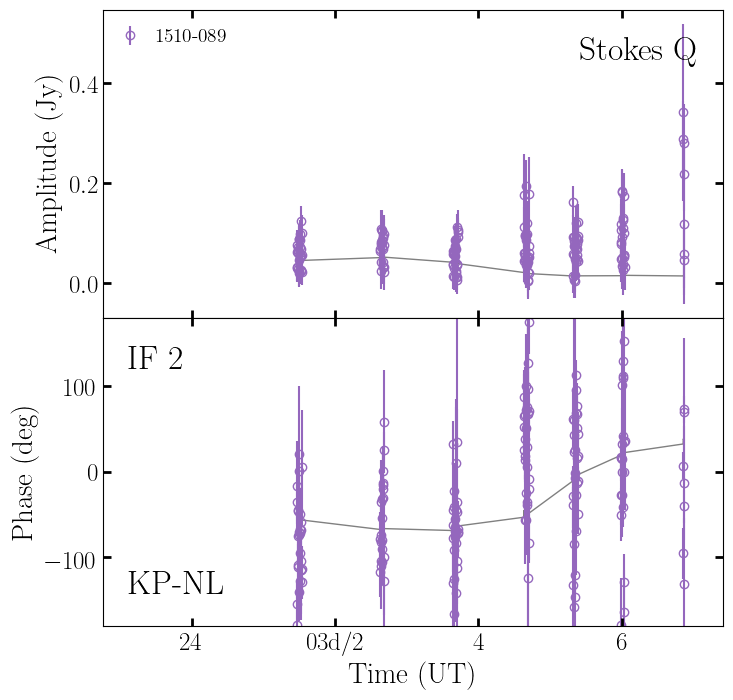 1510-089
Stokes Q
Amplitude (Jy)
0.4
0.2
0.0
IF 2
Phase (deg)
100
0
−100
KP-NL
24 03d/2 4 6
Time (UT)